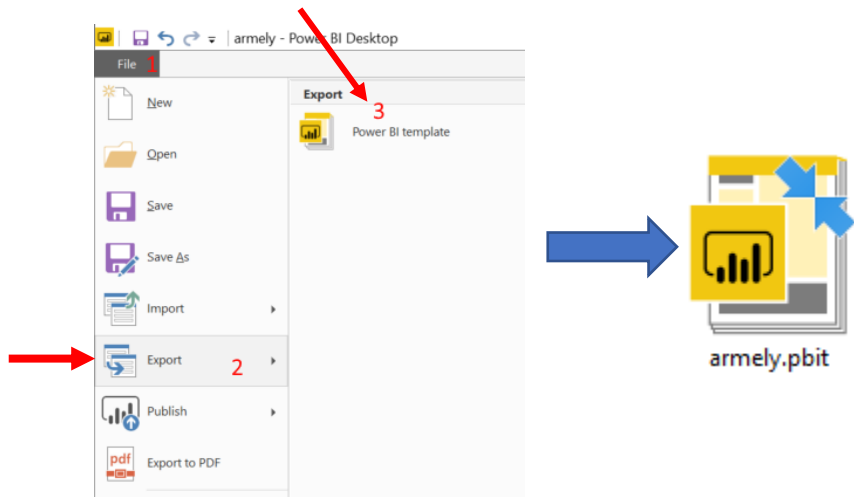 armely - Power BI Desktop
File 1
New
Open
Save
Save As
Import
Export 2
Publish
pdf
Export to PDF
Export
3
Power BI template
armely.pbit